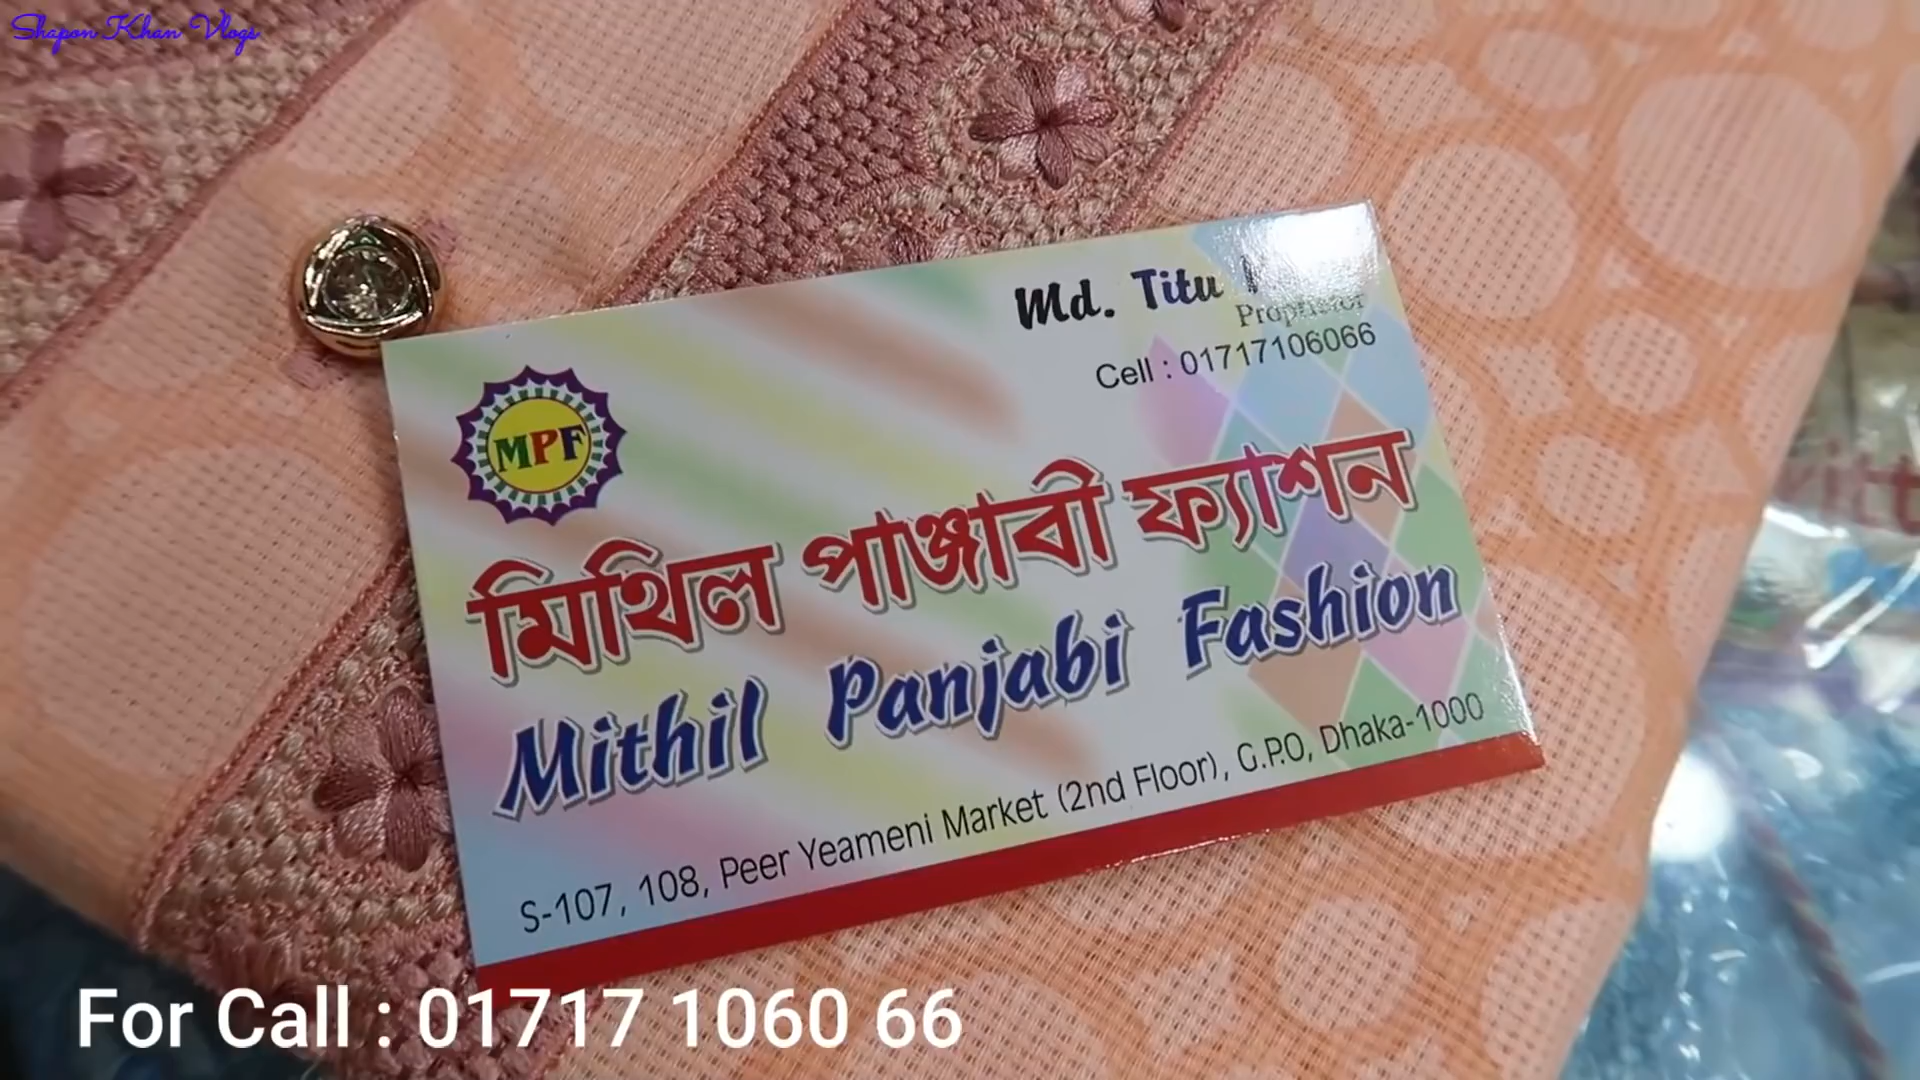 Shapon Khan Vlogs
Md. Titu
Proprietor
Cell : 01717106066
MPF
মিথিল পাঞ্জাবী ফ্যাশন
Mithil Panjabi Fashion
S-107, 108, Peer Yeameni Market (2nd Floor), G.P.O, Dhaka-1000
For Call : 01717 1060 66